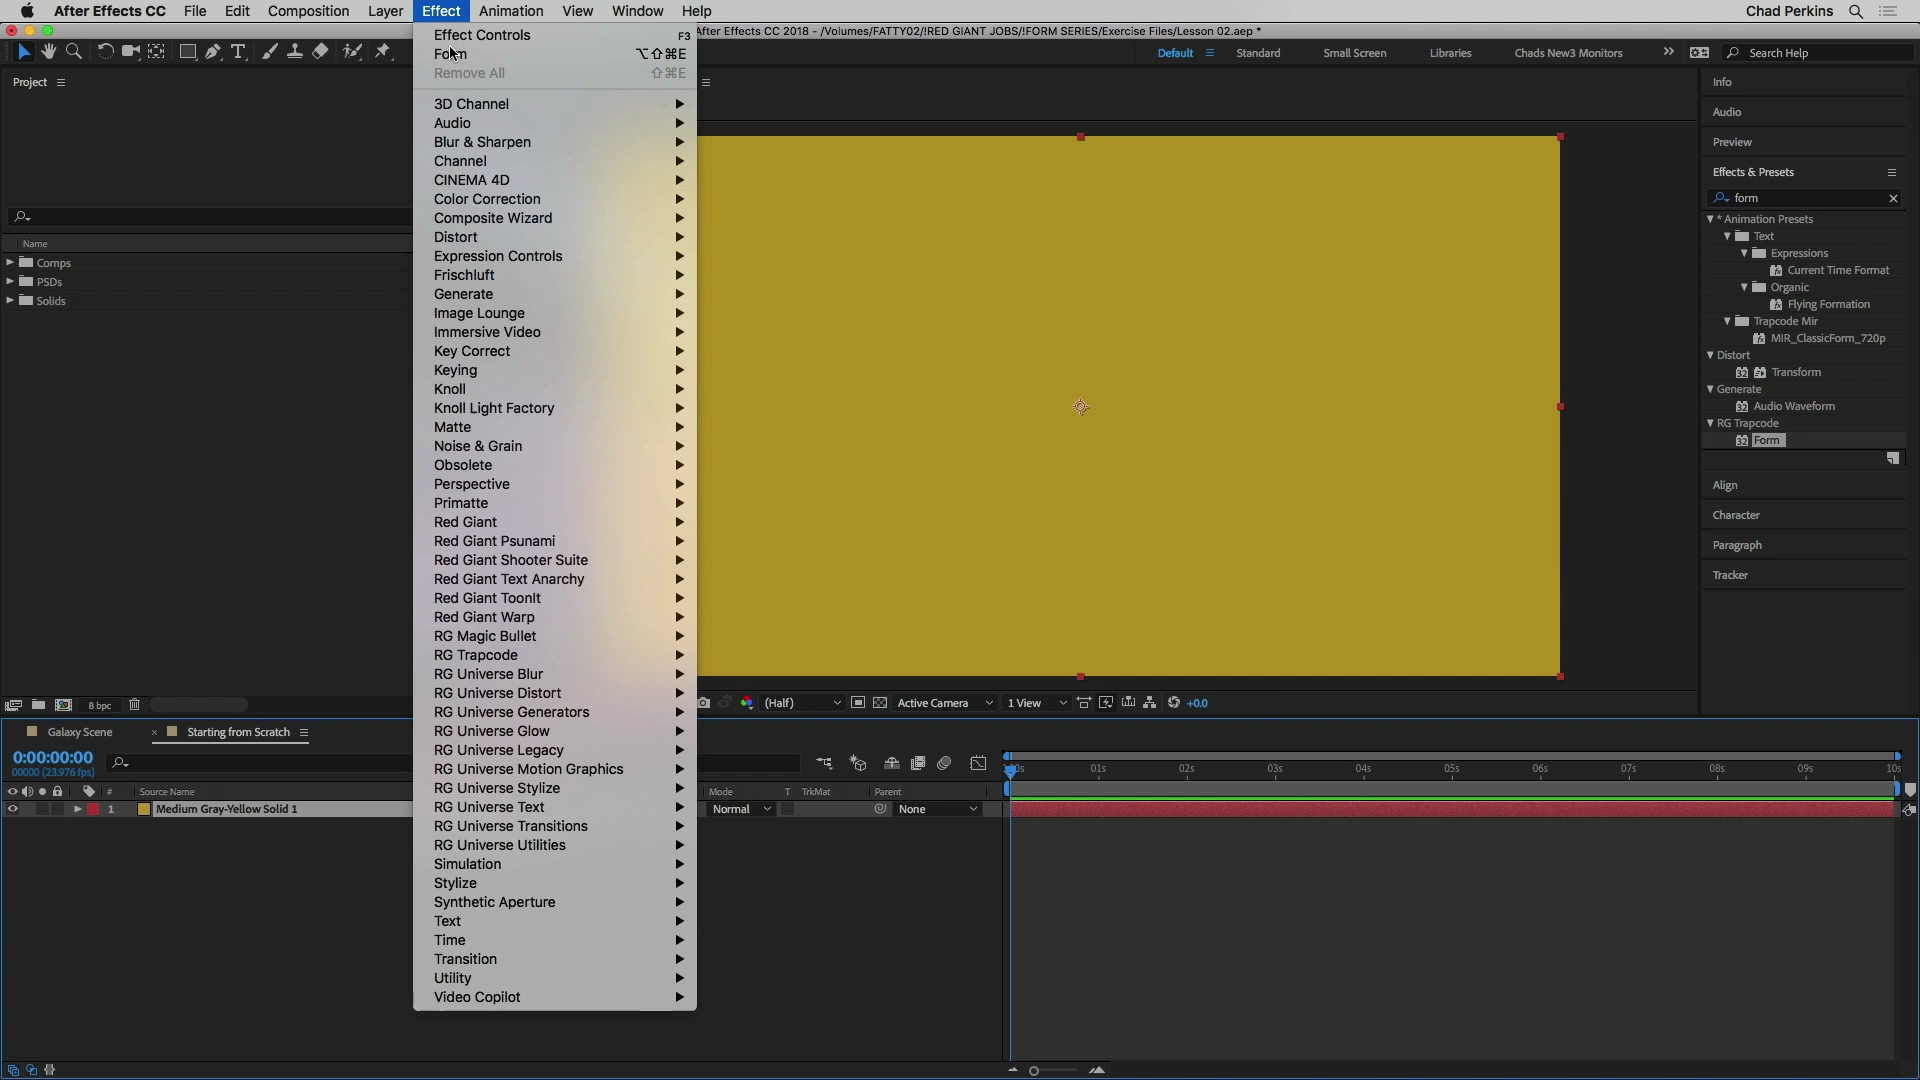 After Effects CC File Edit Composition Layer Effect Animation View Window Help Chad Perkins
After Effects CC 2018 - /Volumes/FATTY02/!RED GIANT JOBS/!FORM SERIES/Exercise Files/Lesson 02.aep *
Default Standard Small Screen Libraries Chads New3 Monitors Search Help
Project
Name
Comps
PSDs
Solids
8 bpc
Effect Controls F3
Form ⌥⇧⌘E
Remove All ⇧⌘E
3D Channel
Audio
Blur & Sharpen
Channel
CINEMA 4D
Color Correction
Composite Wizard
Distort
Expression Controls
Frischluft
Generate
Image Lounge
Immersive Video
Key Correct
Keying
Knoll
Knoll Light Factory
Matte
Noise & Grain
Obsolete
Perspective
Primatte
Red Giant
Red Giant Psunami
Red Giant Shooter Suite
Red Giant Text Anarchy
Red Giant ToonIt
Red Giant Warp
RG Magic Bullet
RG Trapcode
RG Universe Blur
RG Universe Distort
RG Universe Generators
RG Universe Glow
RG Universe Legacy
RG Universe Motion Graphics
RG Universe Stylize
RG Universe Text
RG Universe Transitions
RG Universe Utilities
Simulation
Stylize
Synthetic Aperture
Text
Time
Transition
Utility
Video Copilot
(Half) Active Camera 1 View +0.0
Info
Audio
Preview
Effects & Presets
form
* Animation Presets
Text
Expressions
Current Time Format
Organic
Flying Formation
Trapcode Mir
MIR_ClassicForm_720p
Distort
32 Transform
Generate
32 Audio Waveform
RG Trapcode
32 Form
Align
Character
Paragraph
Tracker
Galaxy Scene × Starting from Scratch
0:00:00:00
00000 (23.976 fps)
# Source Name Mode T TrkMat Parent
1 Medium Gray-Yellow Solid 1 Normal None
01s 02s 03s 04s 05s 06s 07s 08s 09s 10s